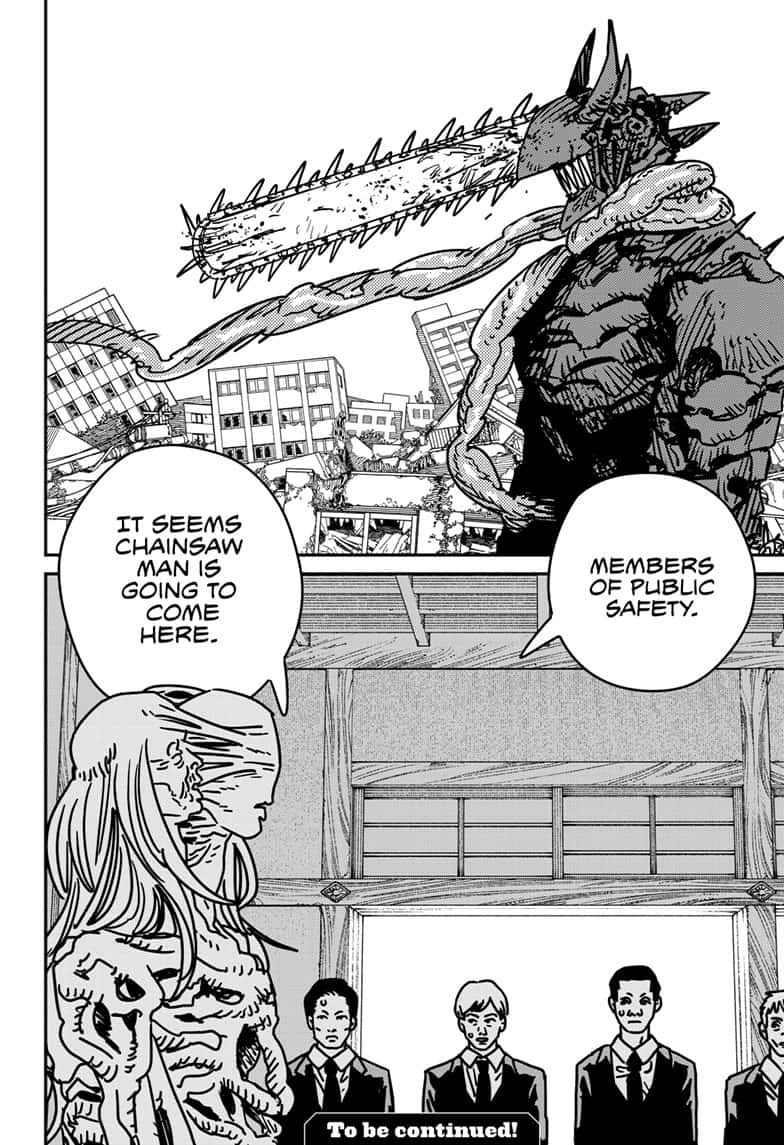 MEMBERS
OF PUBLIC
SAFETY.
IT SEEMS
CHAINSAW
MAN IS
GOING TO
COME
HERE.
To be continued!